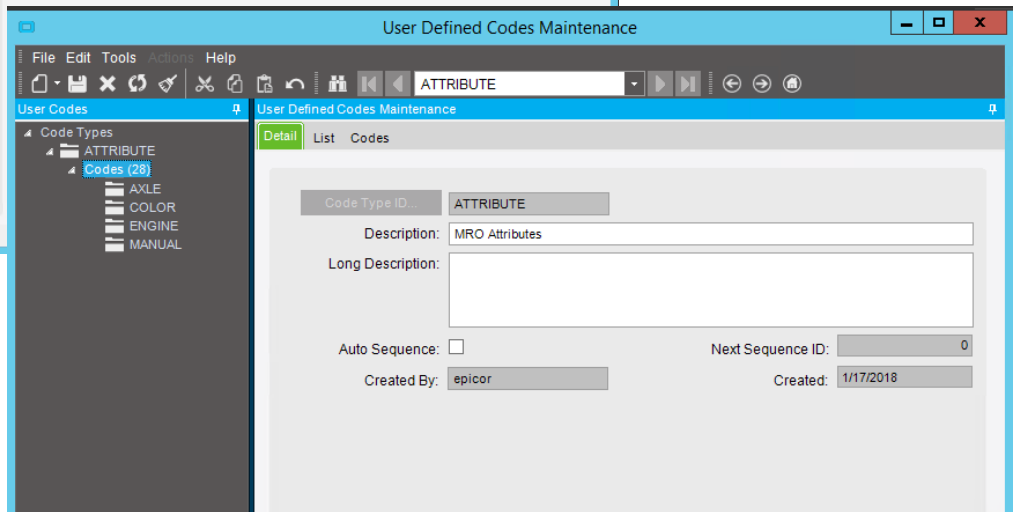 User Defined Codes Maintenance
File Edit Tools Actions Help
ATTRIBUTE
User Codes
User Defined Codes Maintenance
Code Types
ATTRIBUTE
Codes (28)
AXLE
COLOR
ENGINE
MANUAL
Detail List Codes
Code Type ID... ATTRIBUTE
Description: MRO Attributes
Long Description:
Auto Sequence: Next Sequence ID: 0
Created By: epicor Created: 1/17/2018